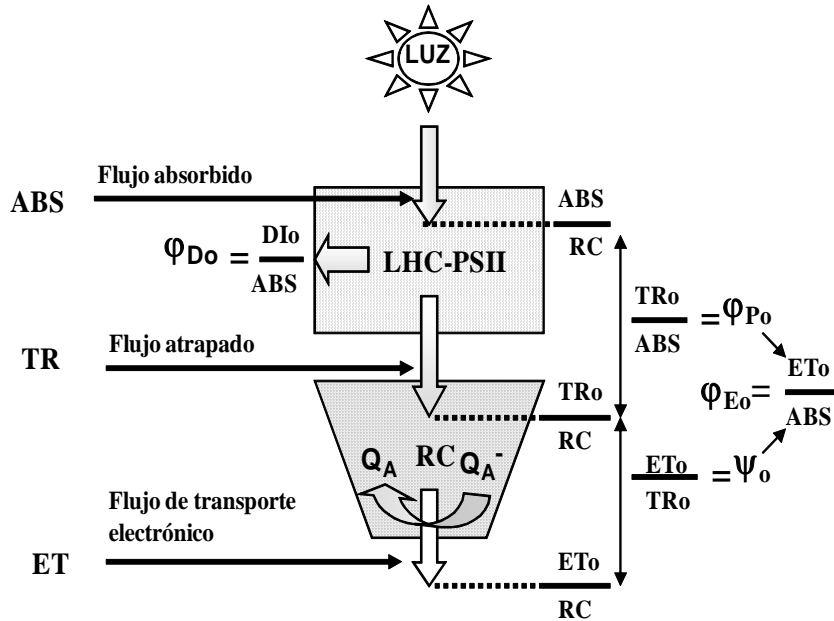 LUZ
Flujo absorbido
ABS
ABS
RC
φDo = DIo
ABS
LHC-PSII
TRo
ABS
= φPo
TR
Flujo atrapado
TRo
RC
φEo= ETo
ABS
QA RC QA-
ETo
TRo
= ψo
Flujo de transporte
electrónico
ET
ETo
RC